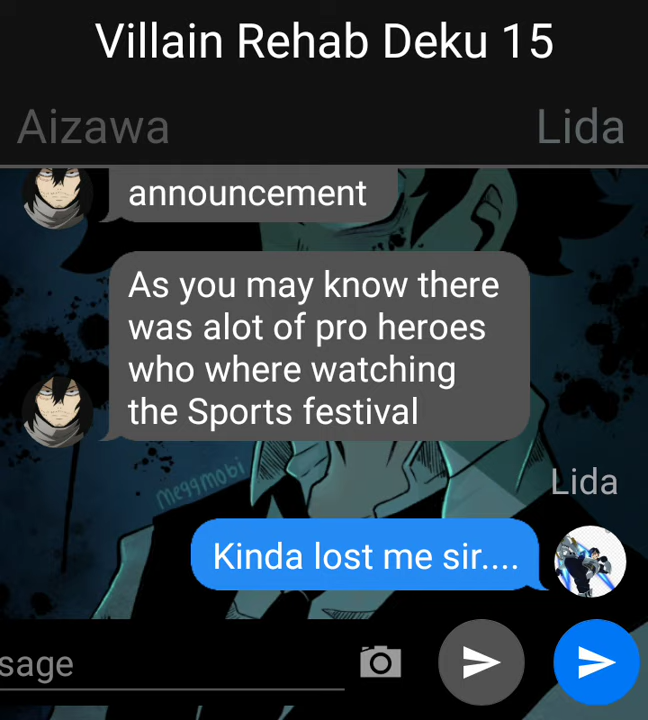 Villain Rehab Deku 15
Aizawa
Lida
announcement
As you may know there
was alot of pro heroes
who where watching
the Sports festival
meggmobi
Lida
Kinda lost me sir....
sage